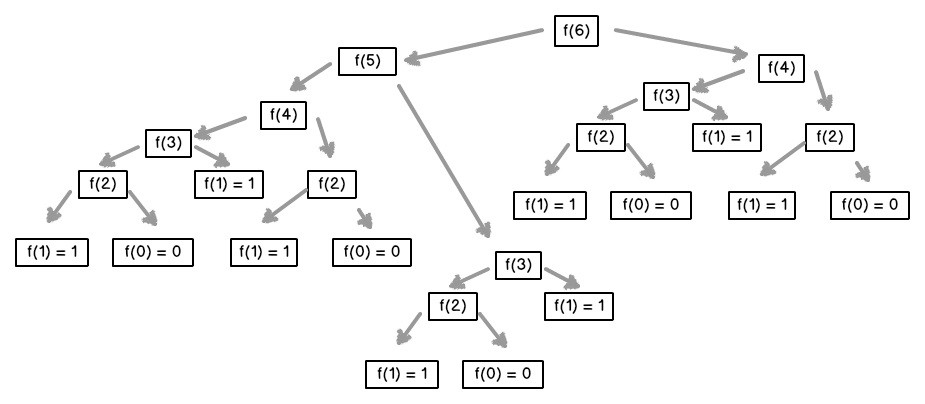 f(6)
f(5)
f(4)
f(3)
f(4)
f(2)
f(1) = 1
f(2)
f(3)
f(2)
f(1) = 1
f(2)
f(1) = 1
f(0) = 0
f(1) = 1
f(0) = 0
f(1) = 1
f(0) = 0
f(1) = 1
f(0) = 0
f(3)
f(2)
f(1) = 1
f(1) = 1
f(0) = 0